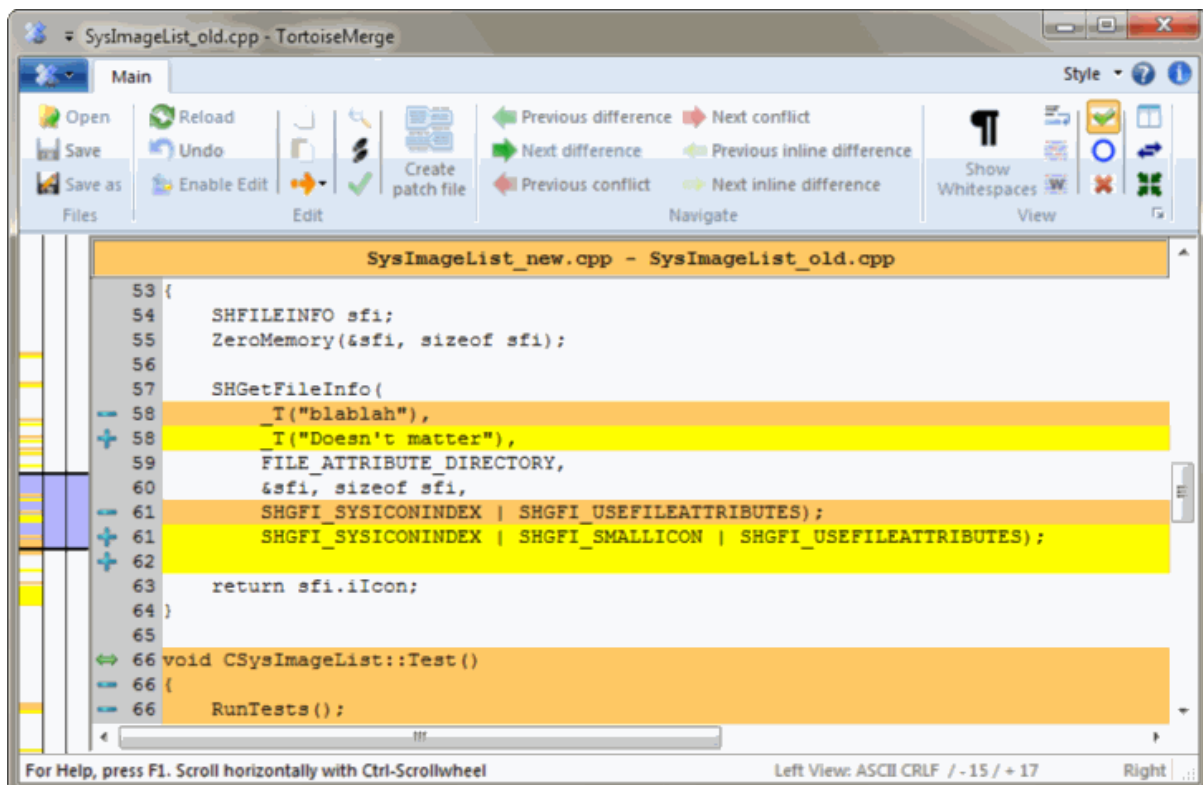 SysImageList_old.cpp - TortoiseMerge
Main
Style
Open
Reload
Previous difference
Next conflict
Save
Undo
Next difference
Previous inline difference
Save as
Enable Edit
Create
patch file
Previous conflict
Next inline difference
Show
Whitespaces
Files
Edit
Navigate
View
SysImageList_new.cpp - SysImageList_old.cpp
53 {
54     SHFILEINFO sfi;
55     ZeroMemory(&sfi, sizeof sfi);
56
57     SHGetFileInfo(
58         _T("blablah"),
58         _T("Doesn't matter"),
59         FILE_ATTRIBUTE_DIRECTORY,
60         &sfi, sizeof sfi,
61         SHGFI_SYSICONINDEX | SHGFI_USEFILEATTRIBUTES);
61         SHGFI_SYSICONINDEX | SHGFI_SMALLICON | SHGFI_USEFILEATTRIBUTES);
62
63     return sfi.iIcon;
64 }
65
66 void CSysImageList::Test()
66 {
66     RunTests();
For Help, press F1. Scroll horizontally with Ctrl-Scrollwheel
Left View: ASCII CRLF / - 15 / + 17
Right